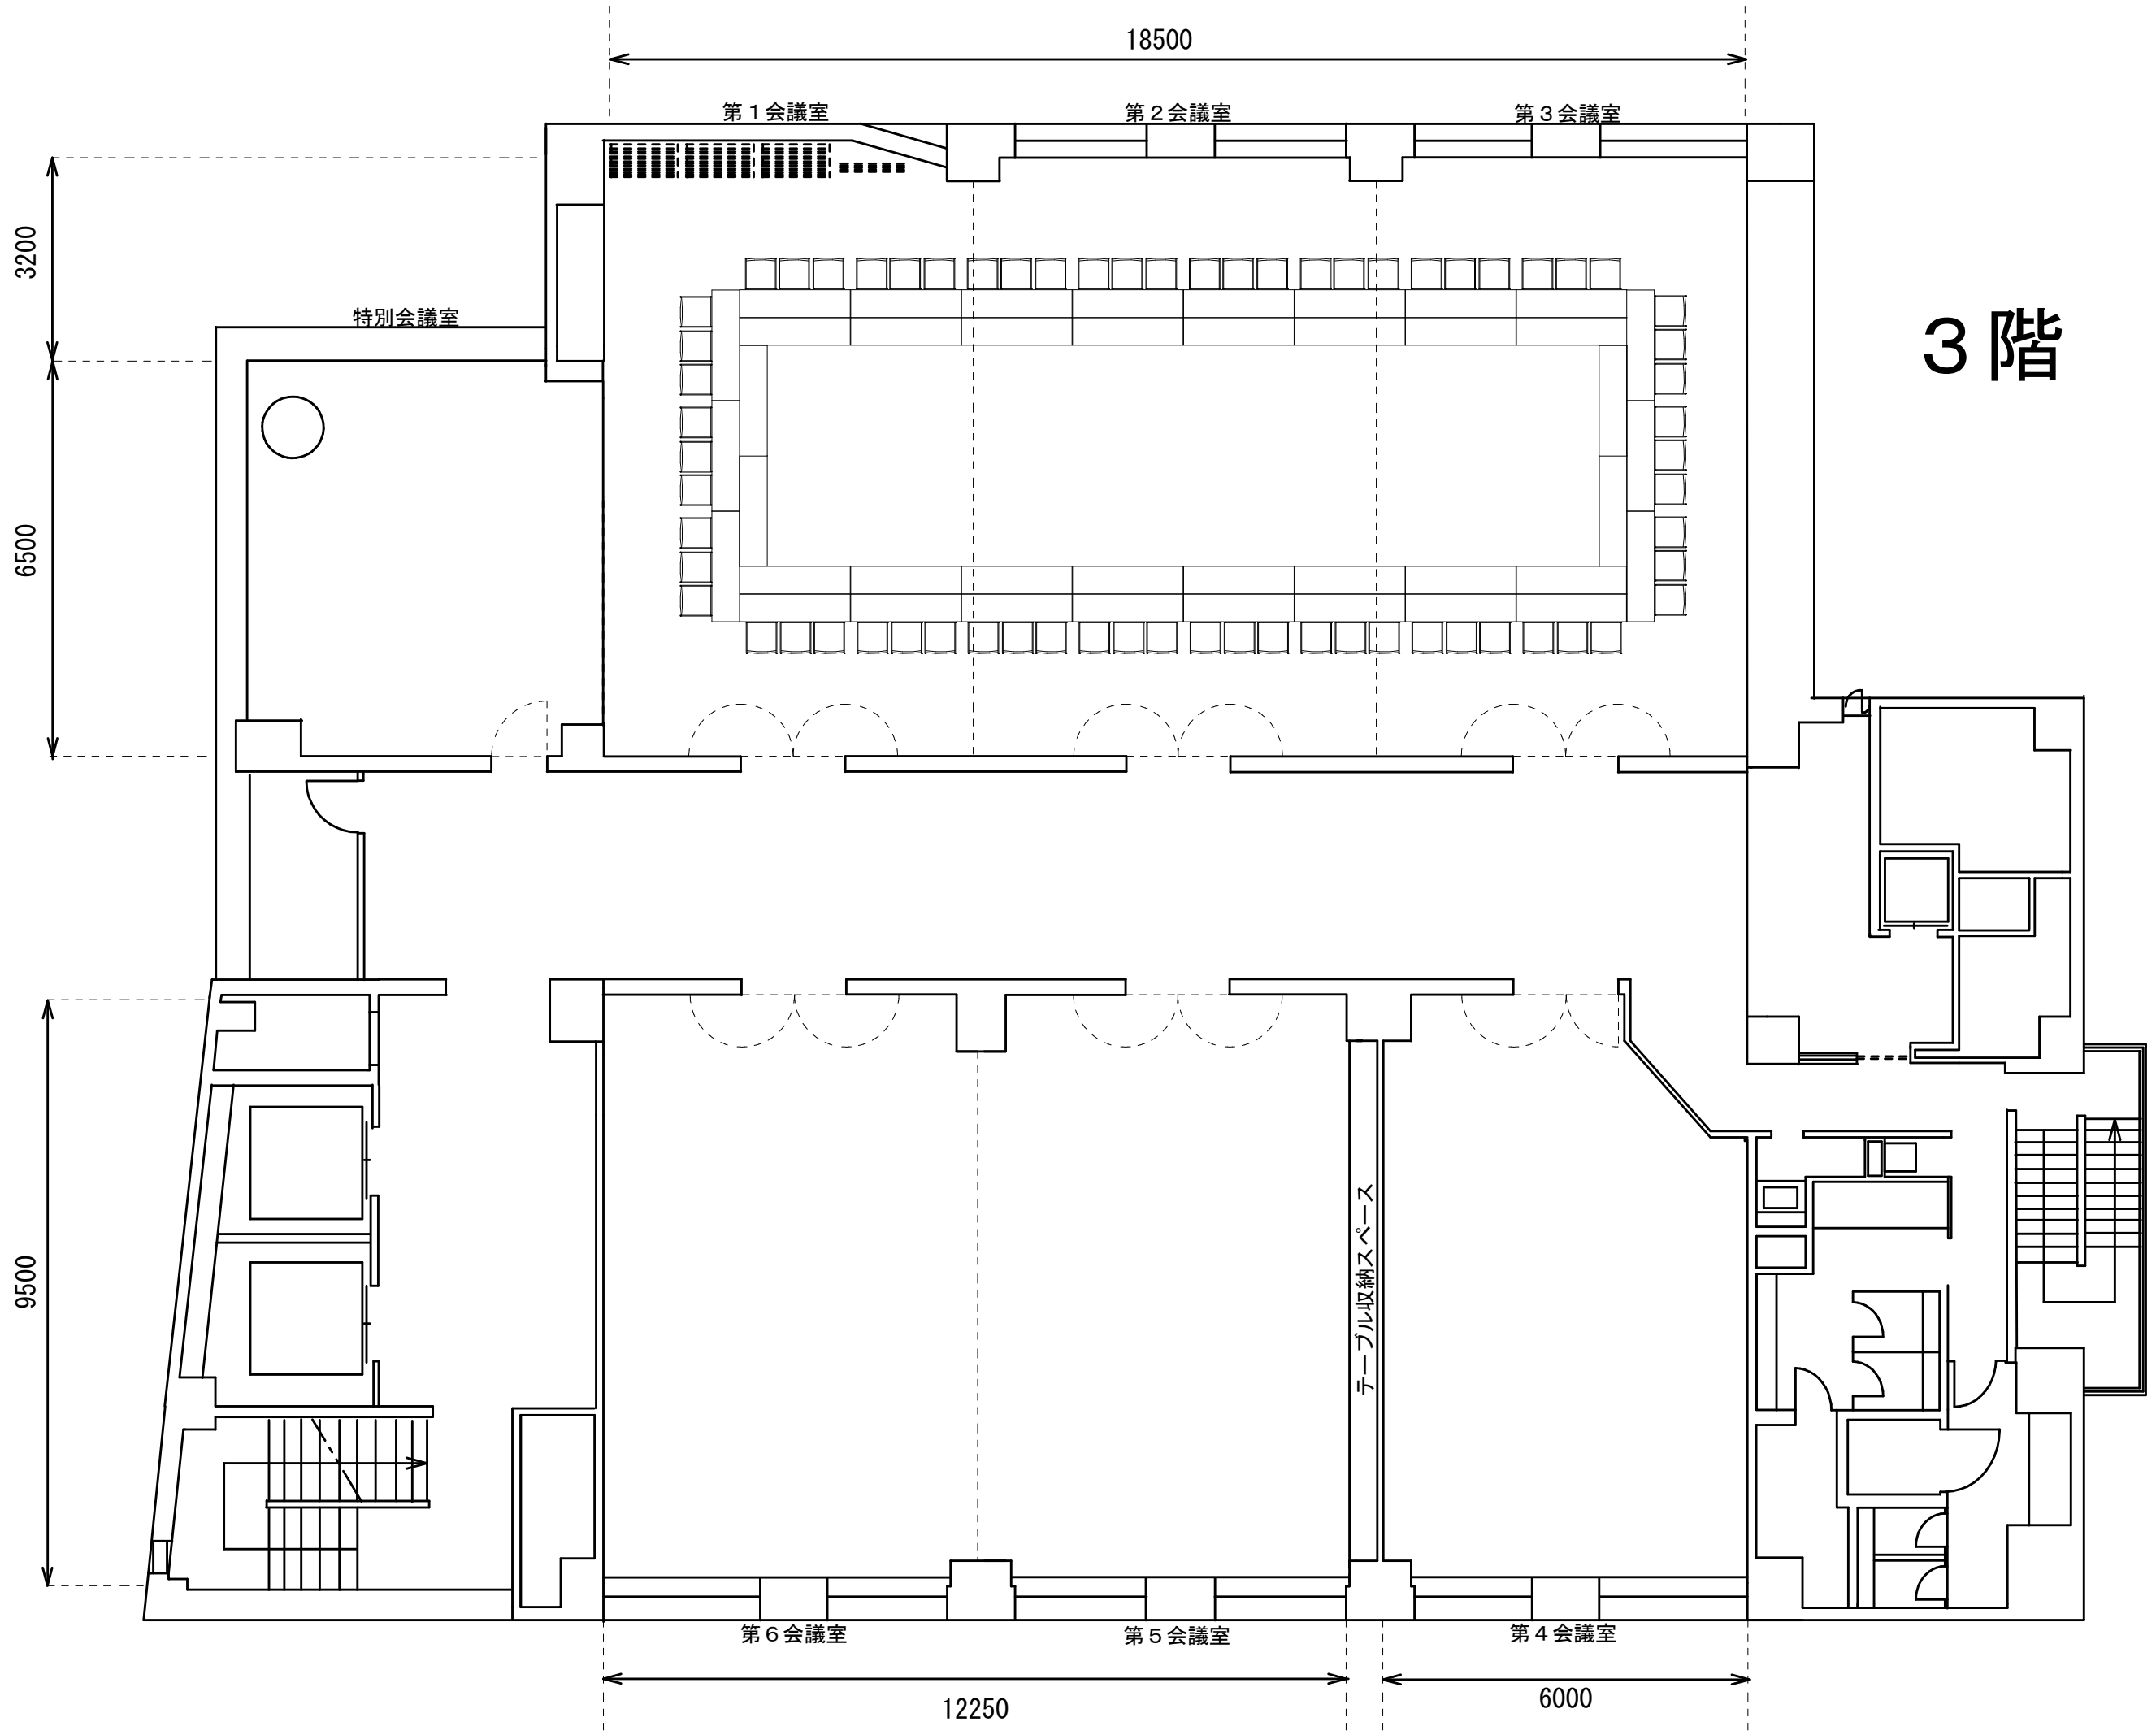 18500
第１会議室
第２会議室
第３会議室
3200
特別会議室
３階
6500
9500
テーブル収納スペース
第６会議室
第５会議室
第４会議室
12250
6000